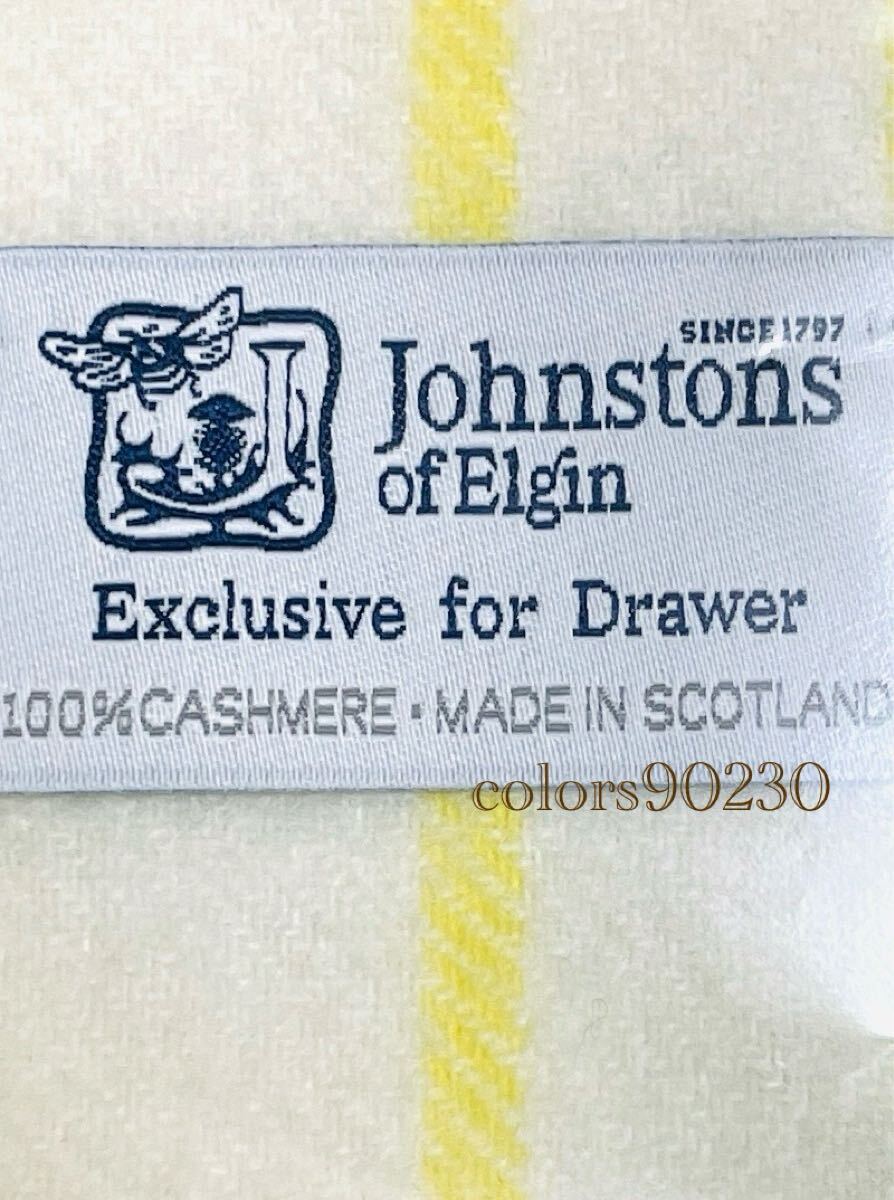 SINCE 1797
Johnstons
of Elgin
Exclusive for Drawer
100% CASHMERE · MADE IN SCOTLAND
colors90230